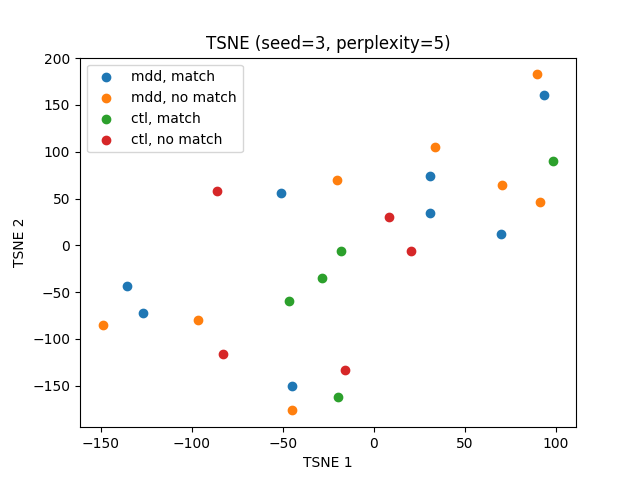 TSNE (seed=3, perplexity=5)
mdd, match
mdd, no match
ctl, match
ctl, no match
TSNE 2
200
150
100
50
0
−50
−100
−150
−150
−100
−50
0
50
100
TSNE 1